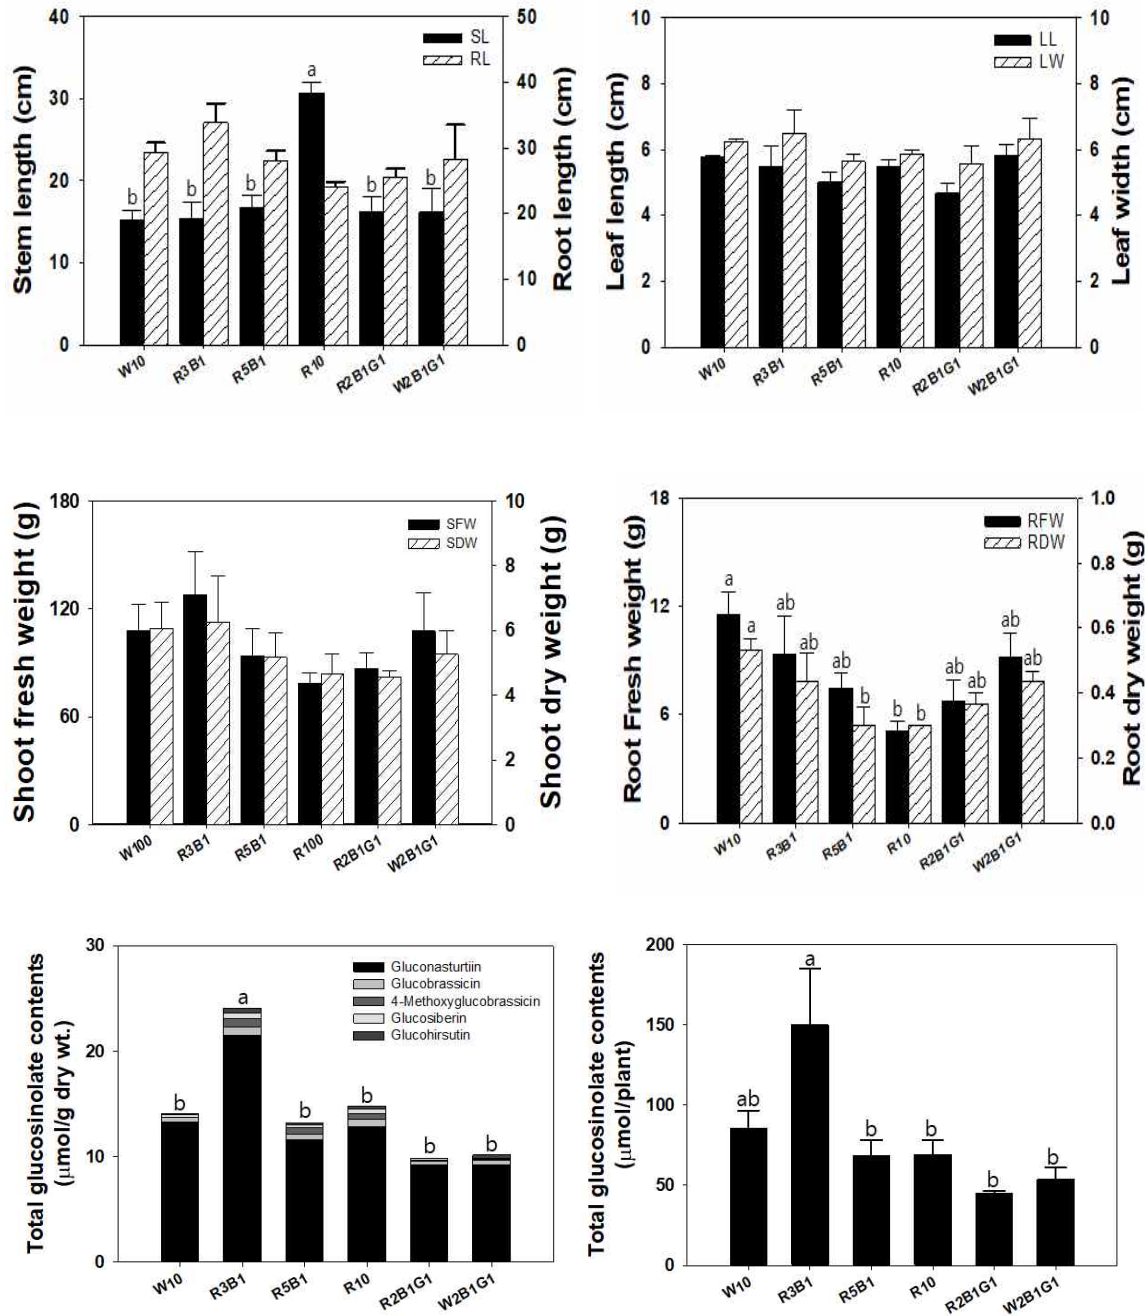 Stem length (cm)
40
30
20
10
0
SL
RL
b
b
b
a
b
b
50
40
30
20
10
0
Root length (cm)
W10
R3B1
R5B1
R10
R2B1G1
W2B1G1
Leaf length (cm)
10
8
6
4
2
0
LL
LW
10
8
6
4
2
0
Leaf width (cm)
W10
R3B1
R5B1
R10
R2B1G1
W2B1G1
Shoot fresh weight (g)
180
120
60
0
SFW
SDW
10
8
6
4
2
0
Shoot dry weight (g)
W100
R3B1
R5B1
R100
R2B1G1
W2B1G1
Root Fresh weight (g)
18
12
6
0
RFW
RDW
a
a
ab
ab
ab
b
b
b
ab
ab
ab
ab
1.0
0.8
0.6
0.4
0.2
0.0
Root dry weight (g)
W10
R3B1
R5B1
R10
R2B1G1
W2B1G1
Total glucosinolate contents
(μmol/g dry wt.)
30
20
10
0
Gluconasturtiin
Glucobrassicin
4-Methoxyglucobrassicin
Glucosiberin
Glucohirsutin
b
a
b
b
b
b
W10
R3B1
R5B1
R10
R2B1G1
W2B1G1
Total glucosinolate contents
(μmol/plant)
200
150
100
50
0
ab
a
b
b
b
b
W10
R3B1
R5B1
R10
R2B1G1
W2B1G1